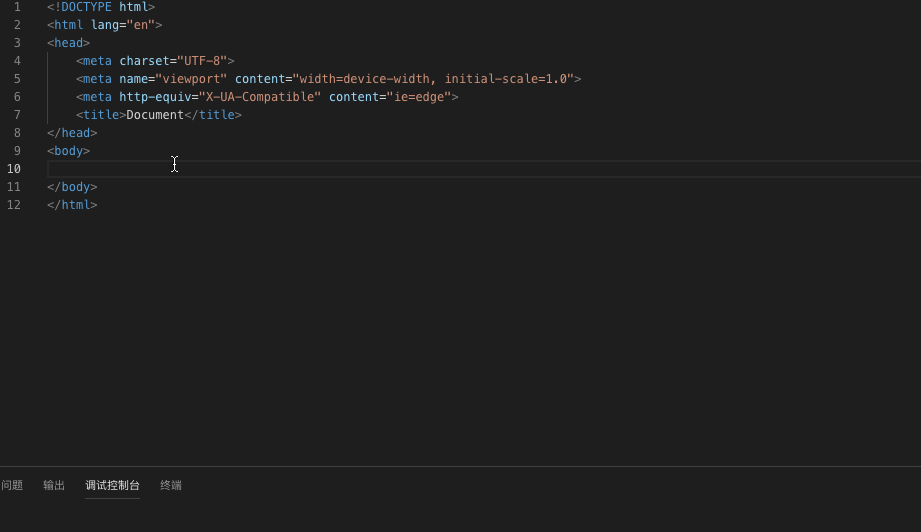 1 <!DOCTYPE html>
2 <html lang="en">
3 <head>
4     <meta charset="UTF-8">
5     <meta name="viewport" content="width=device-width, initial-scale=1.0">
6     <meta http-equiv="X-UA-Compatible" content="ie=edge">
7     <title>Document</title>
8 </head>
9 <body>
10
11 </body>
12 </html>
问题 输出 调试控制台 终端